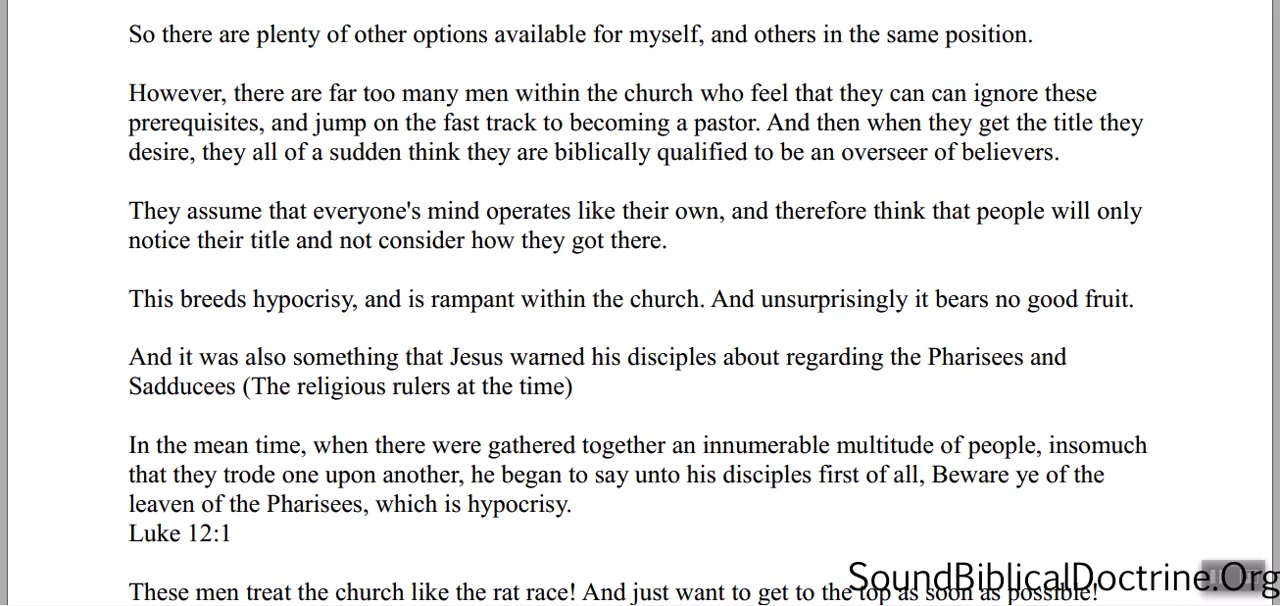 So there are plenty of other options available for myself, and others in the same position.
However, there are far too many men within the church who feel that they can can ignore these
prerequisites, and jump on the fast track to becoming a pastor. And then when they get the title they
desire, they all of a sudden think they are biblically qualified to be an overseer of believers.
They assume that everyone's mind operates like their own, and therefore think that people will only
notice their title and not consider how they got there.
This breeds hypocrisy, and is rampant within the church. And unsurprisingly it bears no good fruit.
And it was also something that Jesus warned his disciples about regarding the Pharisees and
Sadducees (The religious rulers at the time)
In the mean time, when there were gathered together an innumerable multitude of people, insomuch
that they trode one upon another, he began to say unto his disciples first of all, Beware ye of the
leaven of the Pharisees, which is hypocrisy.
Luke 12:1
These men treat the church like the rat race! And just want to get to the top as soon as possible!
SoundBiblicalDoctrine.Org